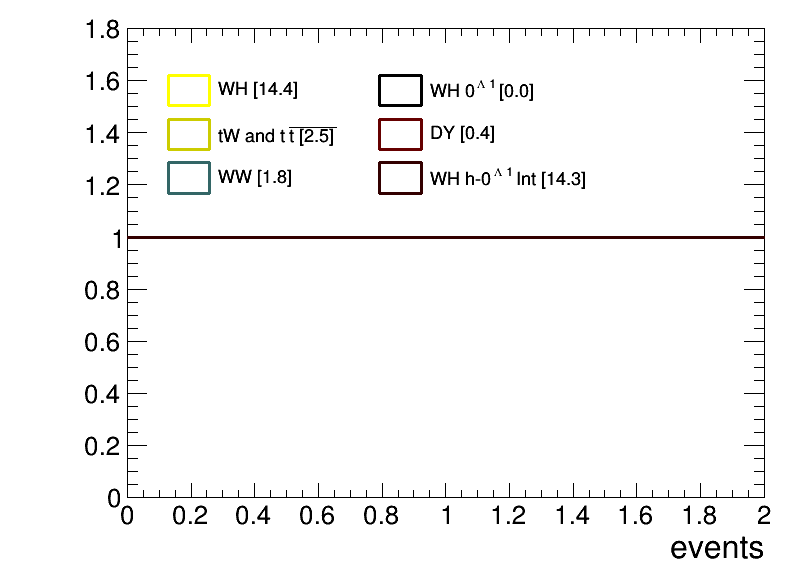 1.8
1.6
1.4
1.2
1
0.8
0.6
0.4
0.2
0
WH [14.4]
WH 0^Λ1 [0.0]
tW and t t̅ [2.5]
DY [0.4]
WW [1.8]
WH h-0^Λ1 Int [14.3]
0 0.2 0.4 0.6 0.8 1 1.2 1.4 1.6 1.8 2
events